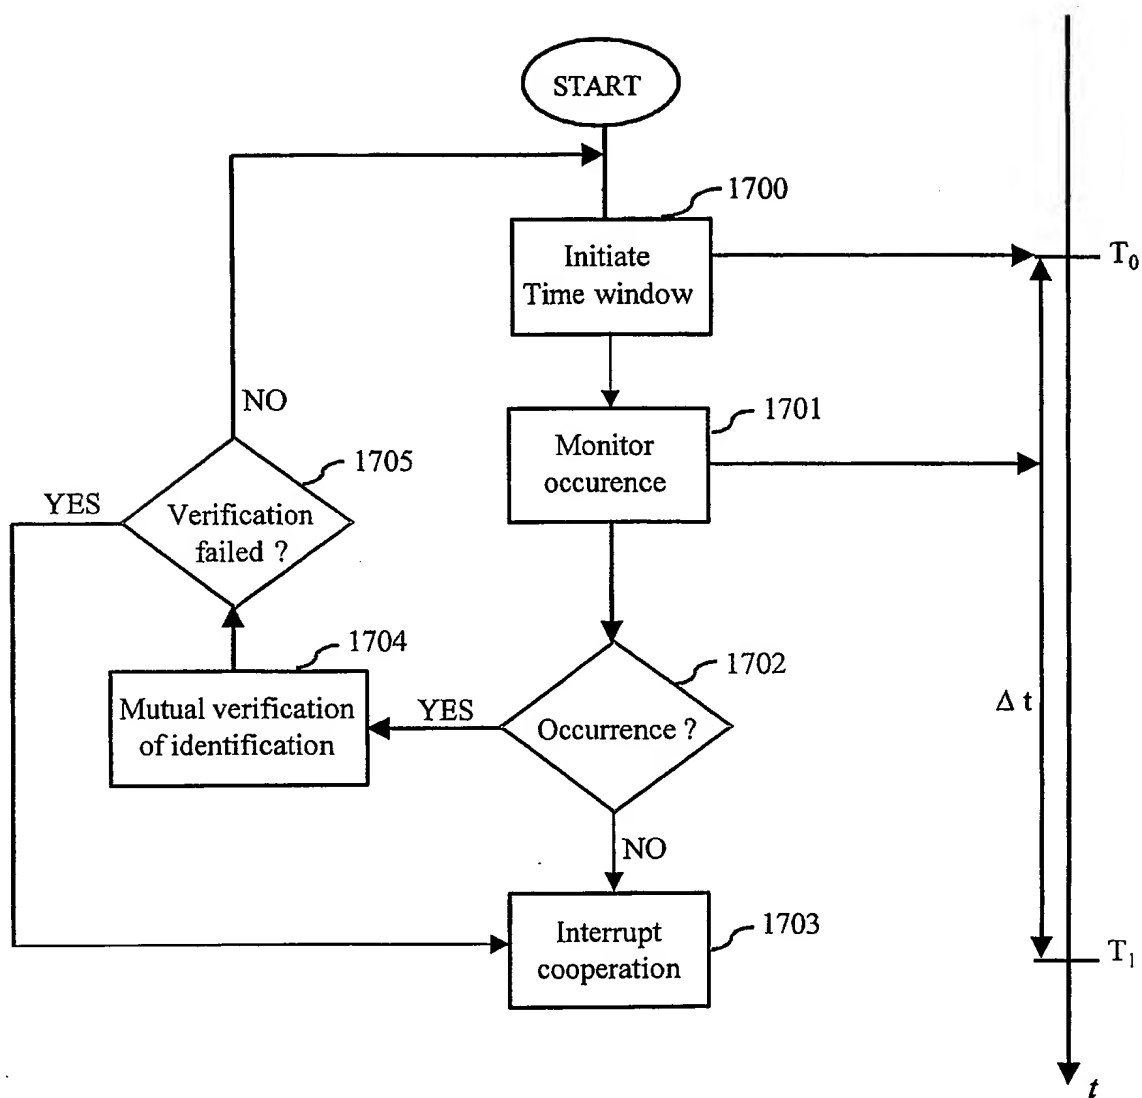 START
1700
Initiate
Time window
T₀
NO
1701
Monitor
occurence
1705
YES
Verification
failed ?
1704
1702
Mutual verification
of identification
YES
Occurrence ?
Δ t
NO
1703
Interrupt
cooperation
T₁
t